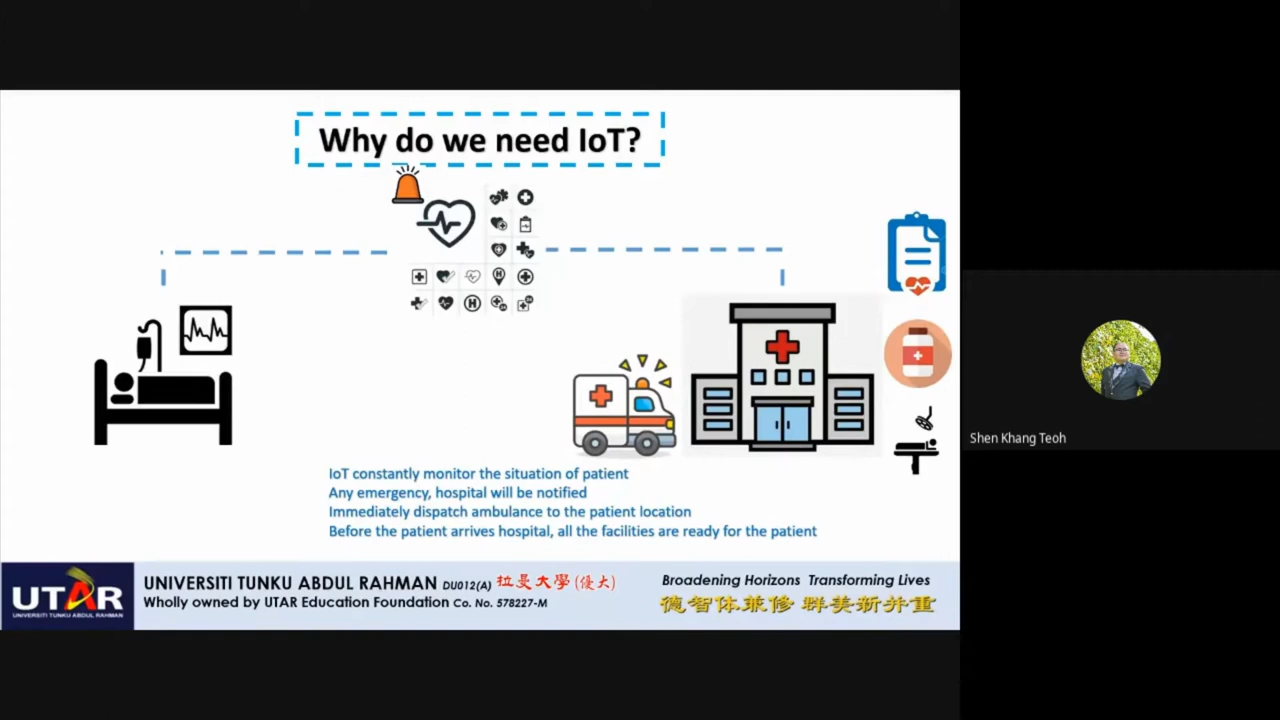 Why do we need IoT?
IoT constantly monitor the situation of patient
Any emergency, hospital will be notified
Immediately dispatch ambulance to the patient location
Before the patient arrives hospital, all the facilities are ready for the patient
Shen Khang Teoh
UTAR
UNIVERSITI TUNKU ABDUL RAHMAN
UNIVERSITI TUNKU ABDUL RAHMAN DU012(A) 拉曼大學(優大)
Wholly owned by UTAR Education Foundation Co. No. 578227-M
Broadening Horizons Transforming Lives
德智体兼修 群美新并重